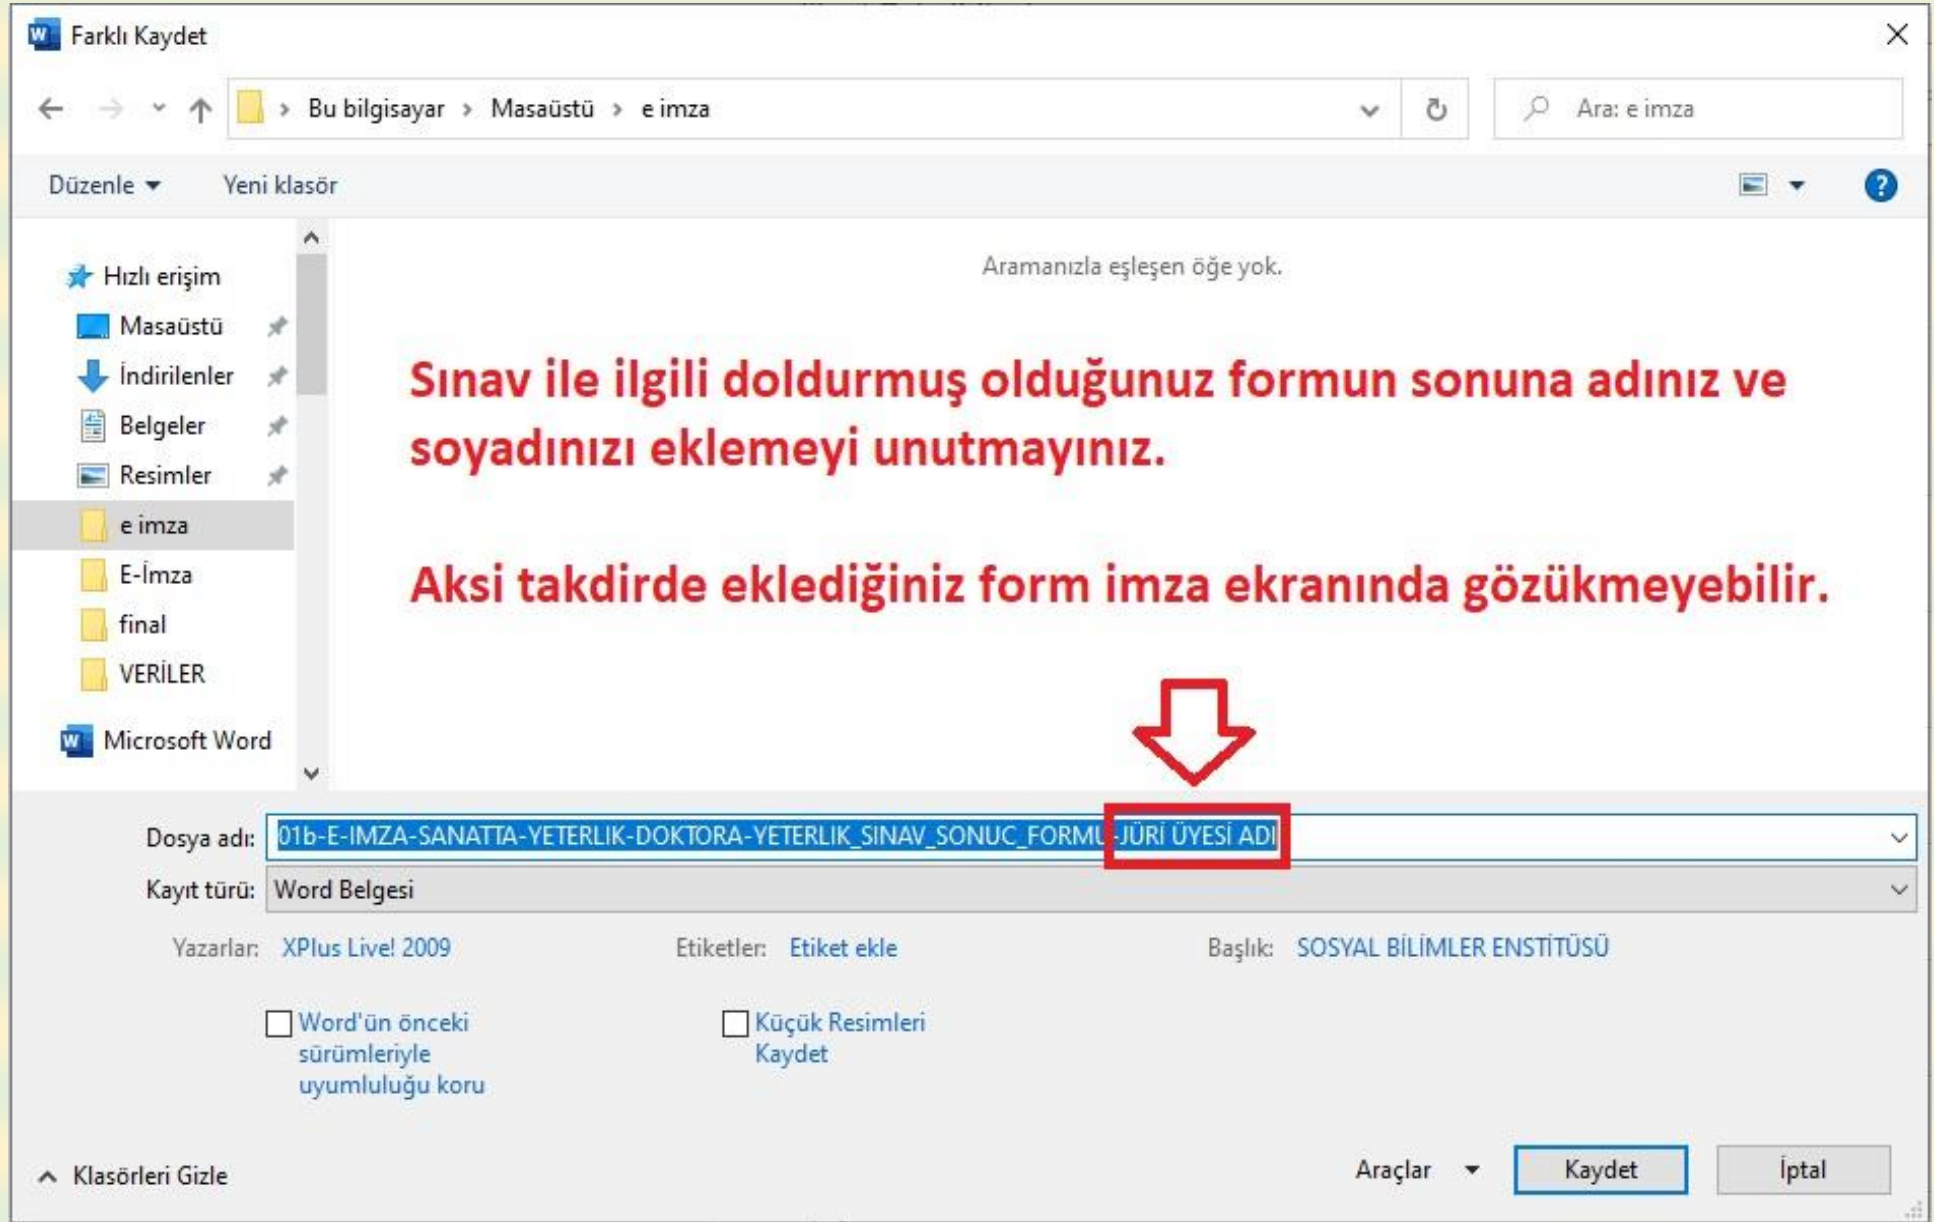 Farklı Kaydet
Bu bilgisayar > Masaüstü > e imza
Ara: e imza
Düzenle
Yeni klasör
Hızlı erişim
Masaüstü
İndirilenler
Belgeler
Resimler
e imza
E-İmza
final
VERİLER
Microsoft Word
Aramanızla eşleşen öğe yok.
Sınav ile ilgili doldurmuş olduğunuz formun sonuna adınız ve
soyadınızı eklemeyi unutmayınız.
Aksi takdirde eklediğiniz form imza ekranında gözükmeyebilir.
Dosya adı: 01b-E-IMZA-SANATTA-YETERLIK-DOKTORA-YETERLIK_SINAV_SONUC_FORMU-JÜRİ ÜYESİ ADI
Kayıt türü: Word Belgesi
Yazarlar: XPlus Live! 2009
Etiketler: Etiket ekle
Başlık: SOSYAL BİLİMLER ENSTİTÜSÜ
Word'ün önceki
sürümleriyle
uyumluluğu koru
Küçük Resimleri
Kaydet
Klasörleri Gizle
Araçlar
Kaydet
İptal